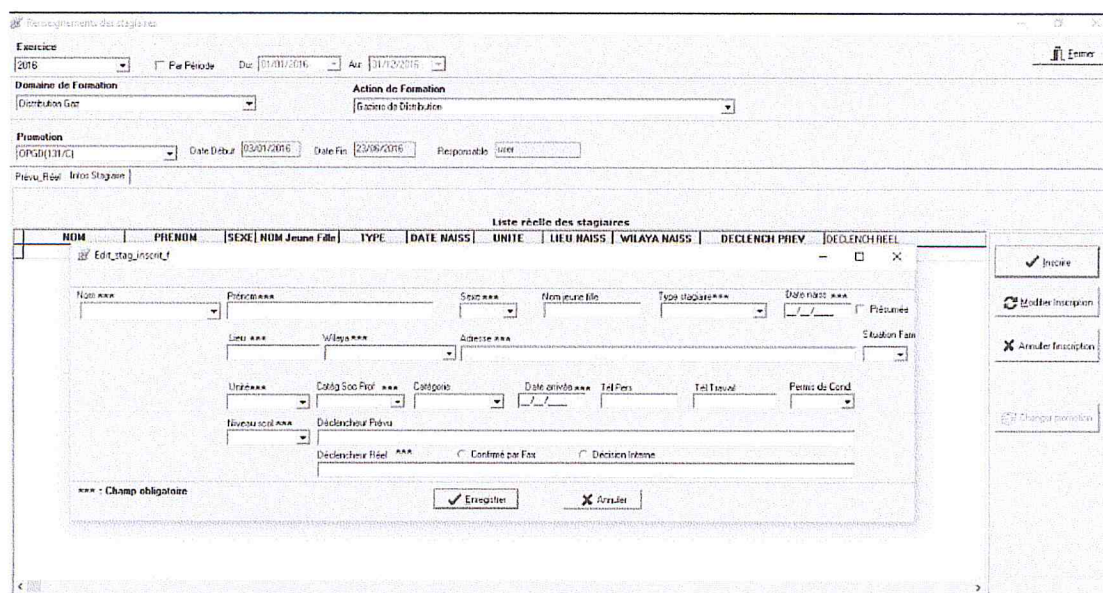 Renseignements des stagiaires
Exercice
2016 Par Période Du: 01/01/2016 Au: 31/12/2016 Fermer
Domaine de Formation Action de Formation
Distribution Gaz Gaziers de Distribution
Promotion
OPGD(131/C) Date Début 03/01/2016 Date Fin 23/06/2016 Responsable user
Prévu_Réel Infos Stagiaire
Liste réelle des stagiaires
NOM PRENOM SEXE NOM Jeune Fille TYPE DATE NAISS UNITE LIEU NAISS WILAYA NAISS DECLENCH PREV DECLENCH REEL
Edit_stag_inscrit_f
Inscrire
Nom *** Prénom *** Sexe *** Nom jeune fille Type stagiaire *** Date naiss *** Présumée
Modifier Inscription
Lieu *** Wilaya *** Adresse *** Situation Fam
Annuler l'inscription
Unité *** Catég Soc Prof *** Catégorie Date arrivée *** Tél Pers Tél Travail Permis de Cond.
Changer promotion
Niveau scol *** Déclencheur Prévu
Déclencheur Réel *** Confirmé par Fax Décision Interne
*** : Champ obligatoire Enregistrer Annuler